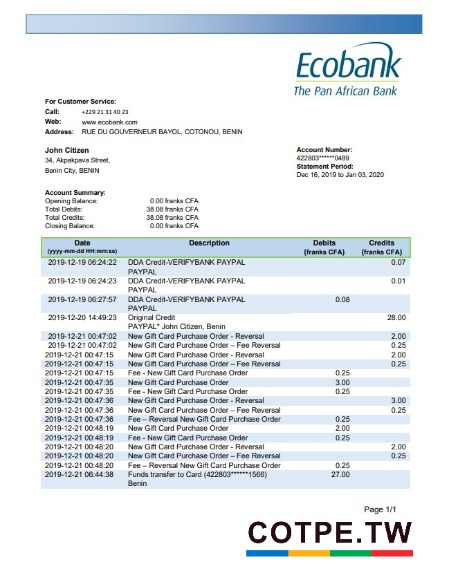 Ecobank
The Pan African Bank
For Customer Service:
Call: +229 21 31 40 23
Web: www.ecobank.com
Address: RUE DU GOUVERNEUR BAYOL, COTONOU, BENIN
John Citizen
34, Akpakpava Street,
Benin City, BENIN
Account Number:
422803******0489
Statement Period:
Dec 16, 2019 to Jan 03, 2020
Account Summary:
Opening Balance: 0.00 franks CFA
Total Debits: 38.08 franks CFA
Total Credits: 38.08 franks CFA
Closing Balance: 0.00 franks CFA
Date Description Debits Credits
(yyyy-mm-dd HH:mm:ss) (franks CFA) (franks CFA)
2019-12-19 06:24:22 DDA Credit-VERIFYBANK PAYPAL 0.07
PAYPAL
2019-12-19 06:24:23 DDA Credit-VERIFYBANK PAYPAL 0.01
PAYPAL
2019-12-19 06:27:57 DDA Credit-VERIFYBANK PAYPAL 0.08
PAYPAL
2019-12-20 14:49:23 Original Credit 28.00
PAYPAL* John Citizen, Benin
2019-12-21 00:47:02 New Gift Card Purchase Order - Reversal 2.00
2019-12-21 00:47:02 New Gift Card Purchase Order – Fee Reversal 0.25
2019-12-21 00:47:15 New Gift Card Purchase Order - Reversal 2.00
2019-12-21 00:47:15 New Gift Card Purchase Order – Fee Reversal 0.25
2019-12-21 00:47:15 Fee - New Gift Card Purchase Order 0.25
2019-12-21 00:47:35 New Gift Card Purchase Order 3.00
2019-12-21 00:47:35 Fee - New Gift Card Purchase Order 0.25
2019-12-21 00:47:36 New Gift Card Purchase Order - Reversal 3.00
2019-12-21 00:47:36 New Gift Card Purchase Order – Fee Reversal 0.25
2019-12-21 00:47:36 Fee – Reversal New Gift Card Purchase Order 0.25
2019-12-21 00:48:19 New Gift Card Purchase Order 2.00
2019-12-21 00:48:19 Fee - New Gift Card Purchase Order 0.25
2019-12-21 00:48:20 New Gift Card Purchase Order – Reversal 2.00
2019-12-21 00:48:20 New Gift Card Purchase Order – Fee Reversal 0.25
2019-12-21 00:48:20 Fee – Reversal New Gift Card Purchase Order 0.25
2019-12-21 06:44:38 Funds transfer to Card (422803******1566) 27.00
Benin
Page 1/1
COTPE.TW